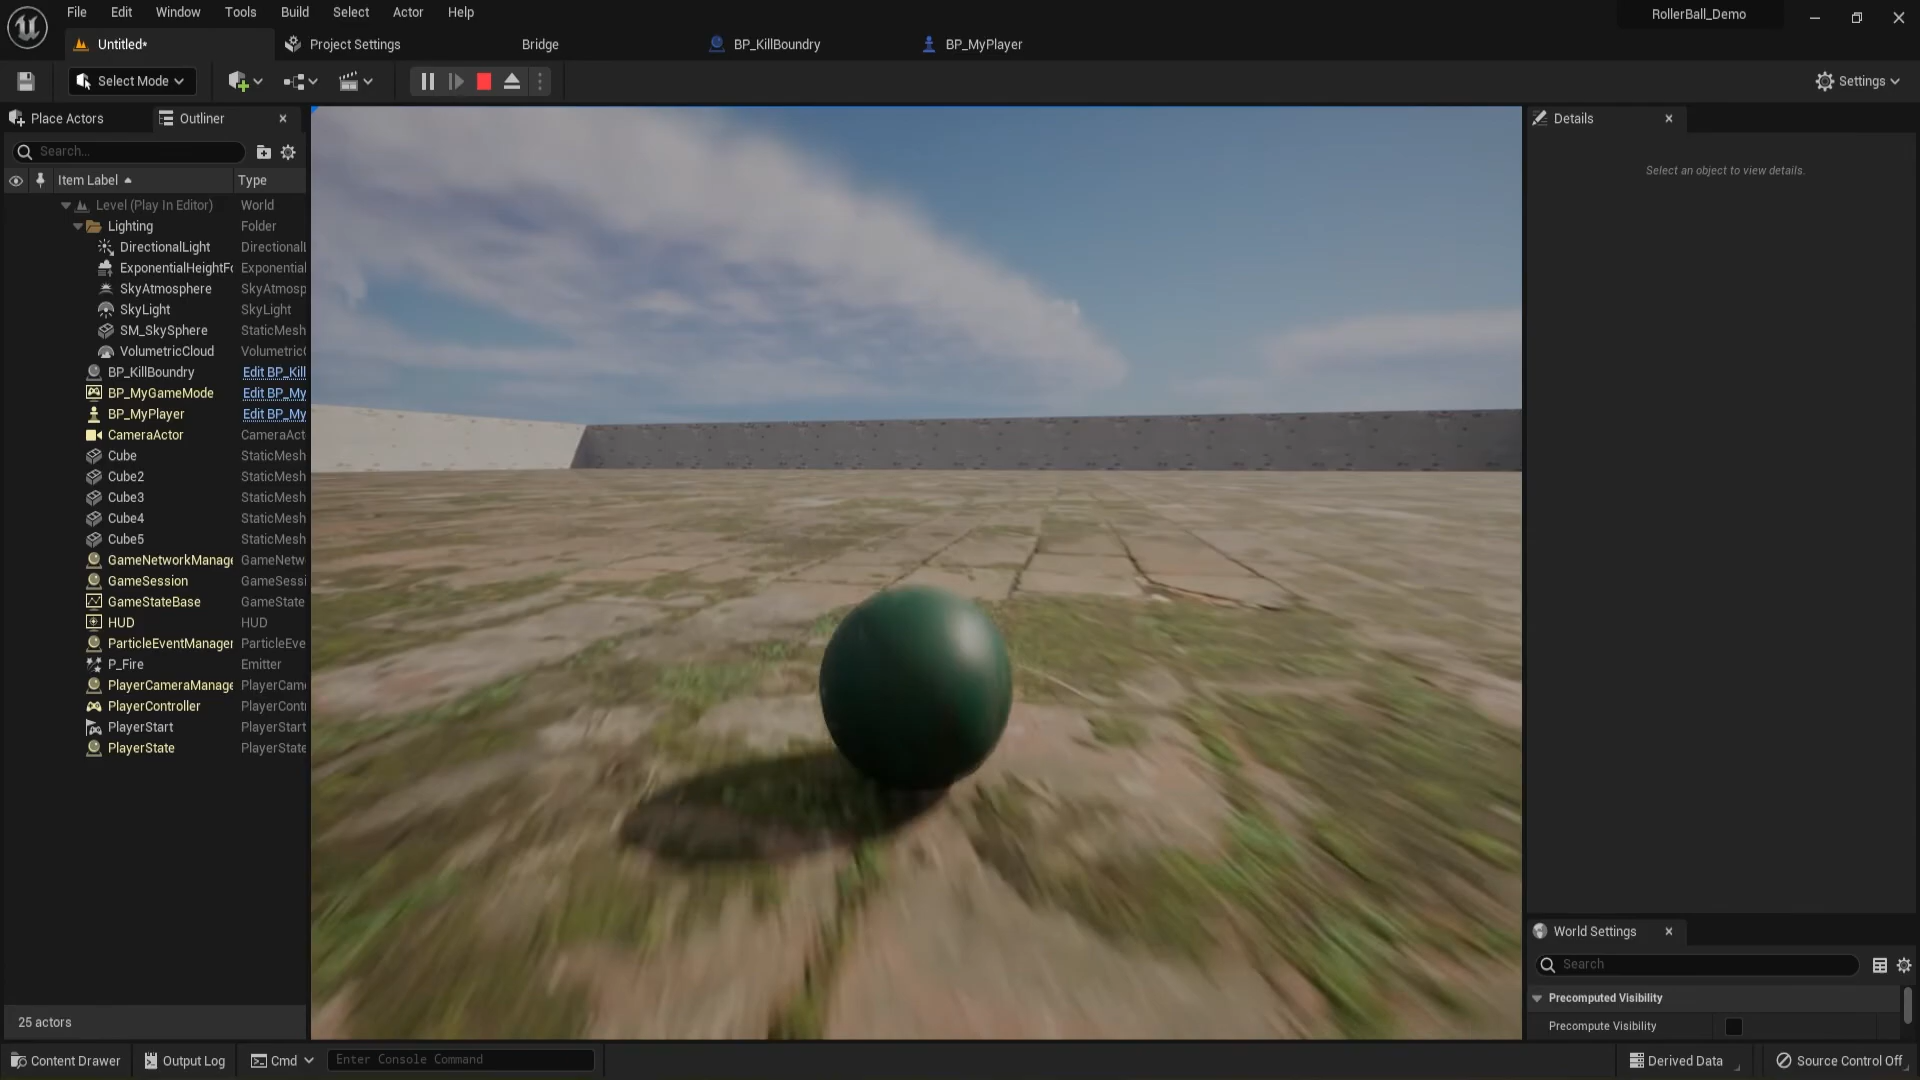 File Edit Window Tools Build Select Actor Help
RollerBall_Demo
Untitled*
Project Settings
Bridge
BP_KillBoundry
BP_MyPlayer
Select Mode
Settings
Place Actors
Outliner
Search...
Item Label Type
Level (Play In Editor) World
Lighting Folder
DirectionalLight DirectionalL
ExponentialHeightFo Exponential
SkyAtmosphere SkyAtmosp
SkyLight SkyLight
SM_SkySphere StaticMesh
VolumetricCloud VolumetricC
BP_KillBoundry Edit BP_Kill
BP_MyGameMode Edit BP_My
BP_MyPlayer Edit BP_My
CameraActor CameraAct
Cube StaticMesh
Cube2 StaticMesh
Cube3 StaticMesh
Cube4 StaticMesh
Cube5 StaticMesh
GameNetworkManage GameNetw
GameSession GameSessi
GameStateBase GameState
HUD HUD
ParticleEventManager ParticleEve
P_Fire Emitter
PlayerCameraManage PlayerCam
PlayerController PlayerCont
PlayerStart PlayerStart
PlayerState PlayerState
25 actors
Details
Select an object to view details.
World Settings
Search
Precomputed Visibility
Precompute Visibility
Content Drawer
Output Log
Cmd
Enter Console Command
Derived Data
Source Control Off